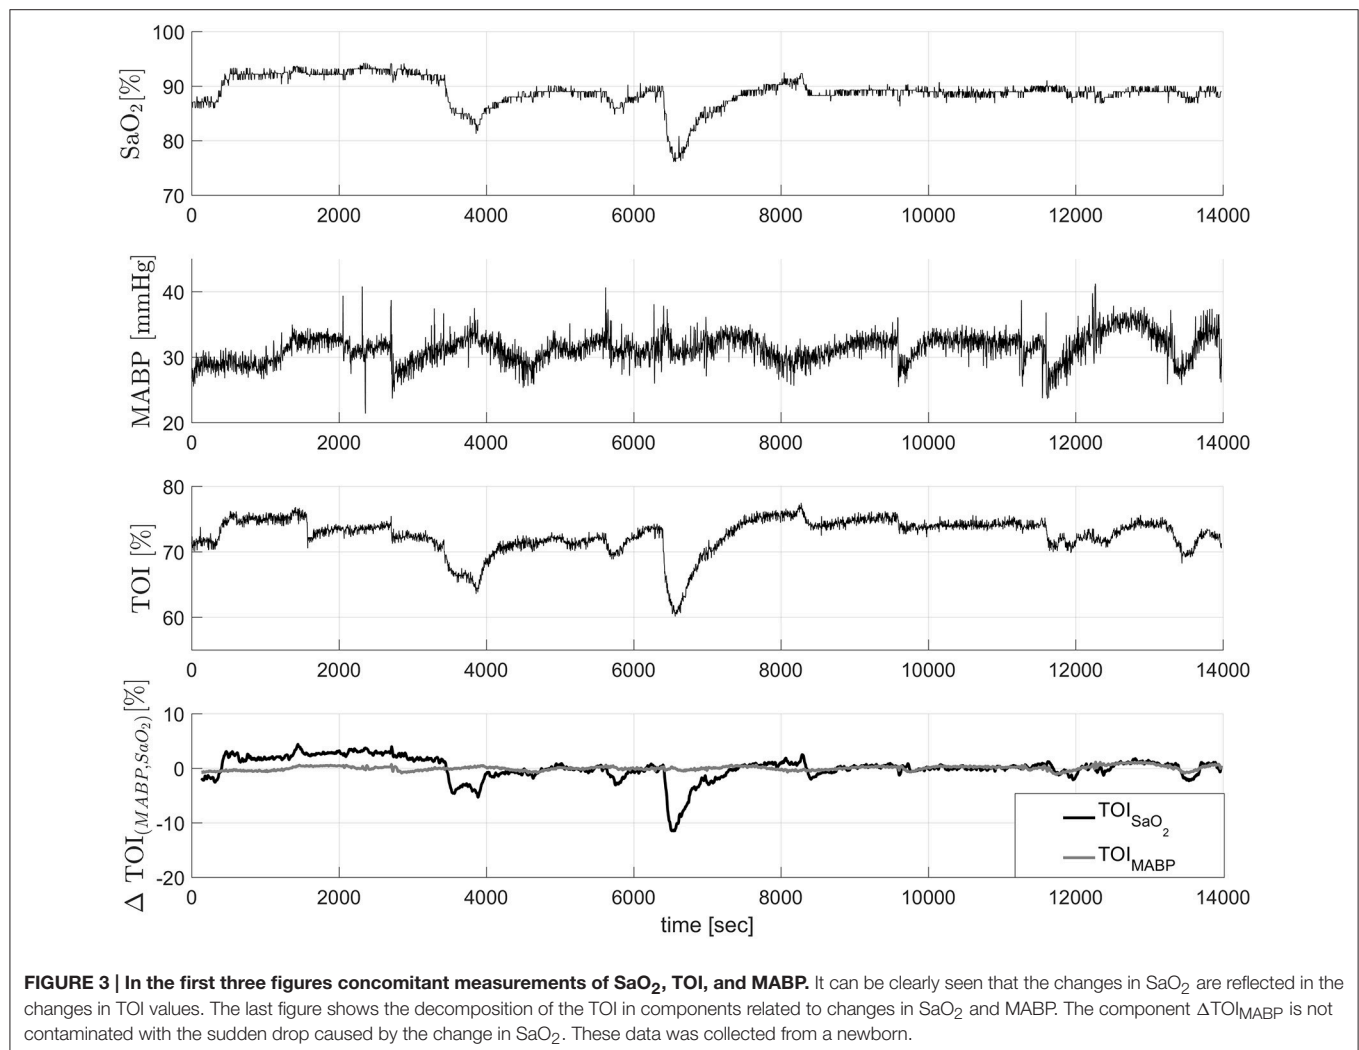 SaO2[%]
100
90
80
70
0 2000 4000 6000 8000 10000 12000 14000
MABP [mmHg]
40
30
20
0 2000 4000 6000 8000 10000 12000 14000
TOI [%]
80
70
60
0 2000 4000 6000 8000 10000 12000 14000
Δ TOI(MABP,SaO2)[%]
10
0
-10
-20
TOISaO2
TOIMABP
0 2000 4000 6000 8000 10000 12000 14000
time [sec]
FIGURE 3 | In the first three figures concomitant measurements of SaO2, TOI, and MABP. It can be clearly seen that the changes in SaO2 are reflected in the
changes in TOI values. The last figure shows the decomposition of the TOI in components related to changes in SaO2 and MABP. The component ΔTOIMABP is not
contaminated with the sudden drop caused by the change in SaO2. These data was collected from a newborn.